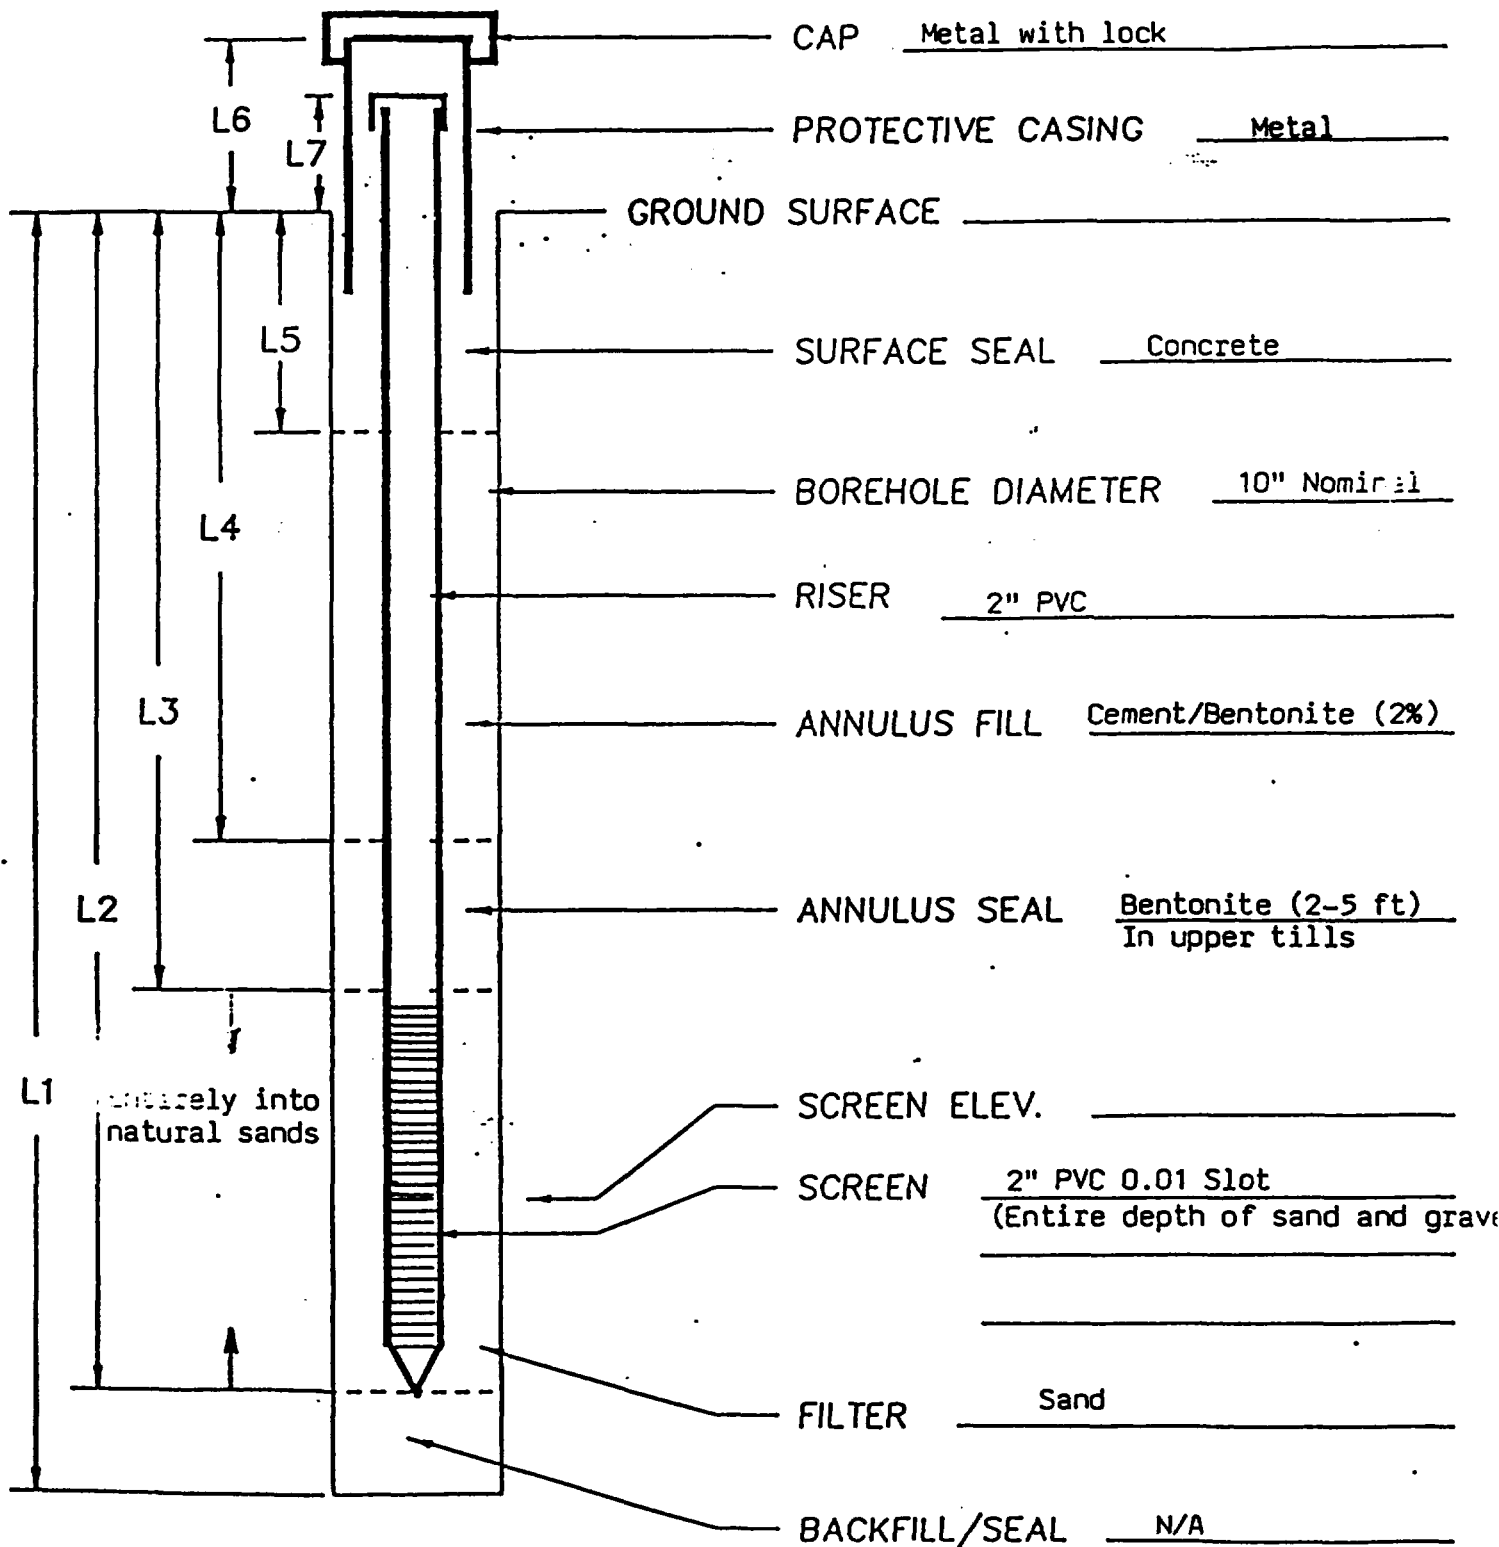 CAP Metal with lock
L6
PROTECTIVE CASING Metal
L7
GROUND SURFACE
L5
SURFACE SEAL Concrete
BOREHOLE DIAMETER 10"
L4
RISER 2" PVC
L3
ANNULUS FILL Cement/Bentonite (2%)
L2
ANNULUS SEAL Bentonite (2-5 ft)
In upper tills
L1
into
natural sands
SCREEN ELEV.
SCREEN 2" PVC 0.01 Slot
(Entire depth of sand and
FILTER Sand
BACKFILL/SEAL N/A